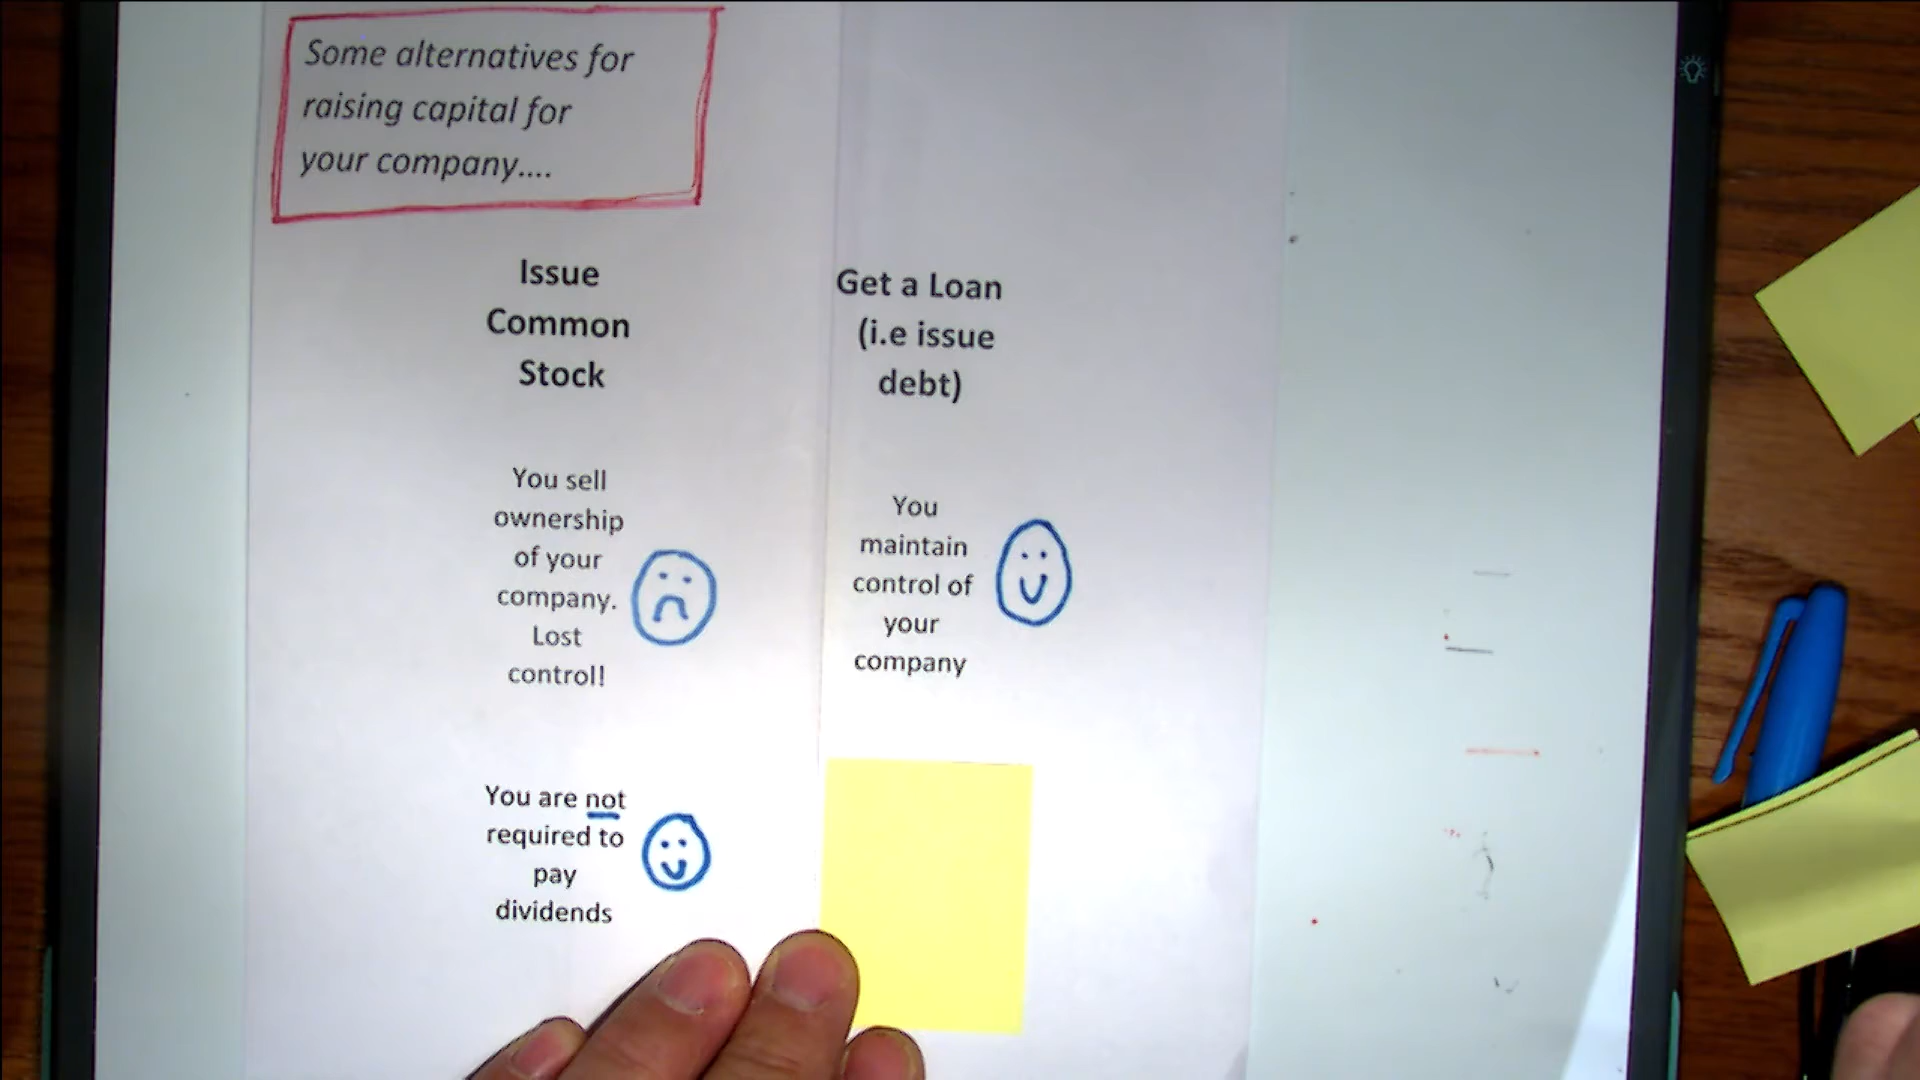 Some alternatives for
raising capital for
your company....
Issue
Common
Stock
You sell
ownership
of your
company.
Lost
control!
You are not
required to
pay
dividends
Get a Loan
(i.e issue
debt)
You
maintain
control of
your
company